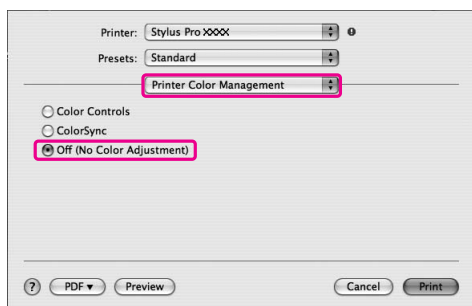 Printer: Stylus Pro XXXX
Presets: Standard
Printer Color Management
Color Controls
ColorSync
Off (No Color Adjustment)
? PDF▼ Preview Cancel Print